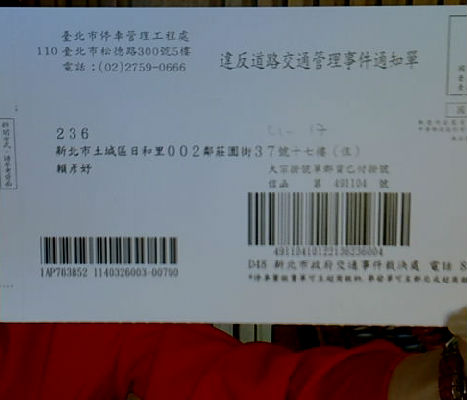 臺北市停車管理工程處
110臺北市松德路300號5樓
電話：(02)2759-0666
違反道路交通管理事件通知單
236
新北市土城區日和里002鄰莊園街37號十七樓（住）
賴彥妤
大宗掛號單郵資已付掛號
信函 第 491104 號
1AP763852 1140326003-00790
D48 新北市政府交通事件裁決處 電話 8